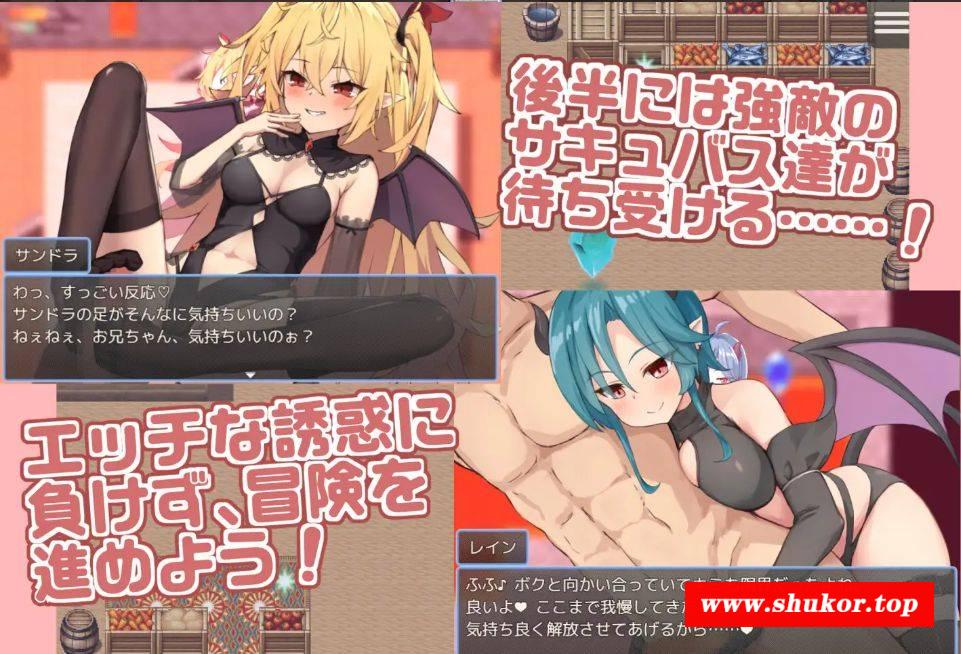 サンドラ
わっ、すっごい反応♡
サンドラの足がそんなに気持ちいいの？
ねぇねぇ、お兄ちゃん、気持ちいいのぉ？
後半には強敵の
サキュバス達が
待ち受ける……！
エッチな誘惑に
負けず、冒険を
進めよう！
レイン
ふふ♪ ボクと向かい合っていて
良いよ❤ ここまで我慢してき
気持ち良く解放させてあげるから……❤
www.shukor.top